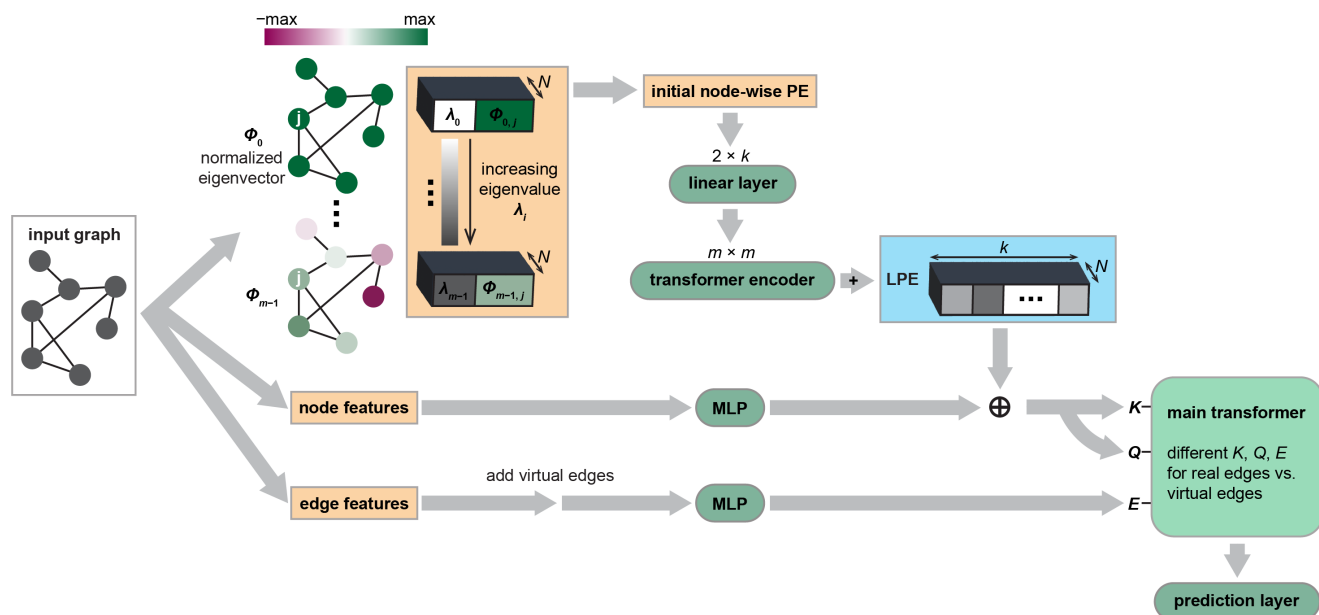 −max
max
j
Φ0
normalized
eigenvector
N
λ0
Φ0, j
increasing
eigenvalue
λi
N
λm−1
Φm−1, j
j
Φm−1
input graph
initial node-wise PE
2 × k
linear layer
m × m
transformer encoder
+
LPE
k
N
...
node features
MLP
⊕
K
Q
main transformer
different K, Q, E
for real edges vs.
virtual edges
edge features
add virtual edges
MLP
E
prediction layer